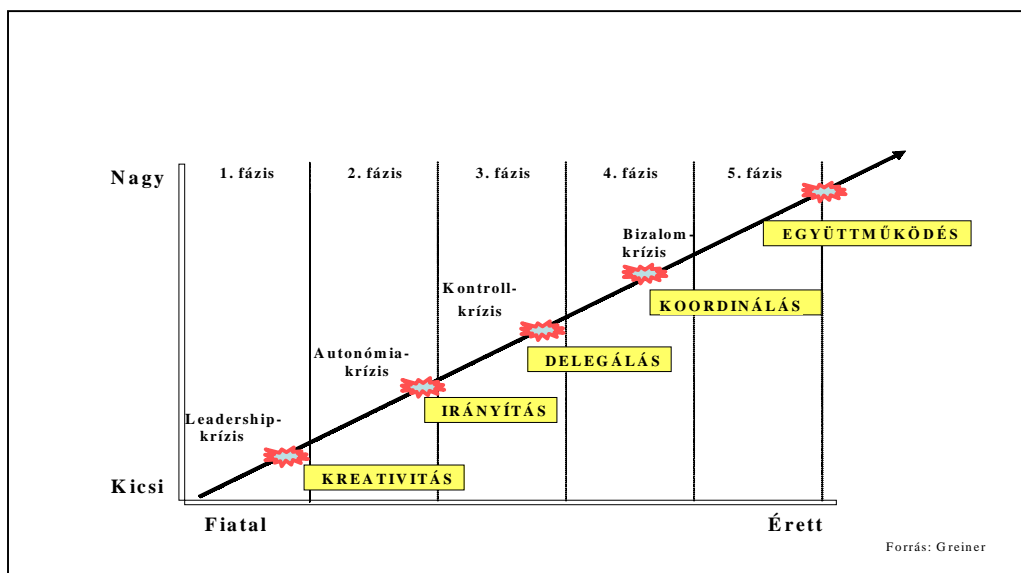 1. fázis
2. fázis
3. fázis
4. fázis
5. fázis
Nagy
Bizalom-
krízis
EGYÜTTMŰKÖDÉS
Kontroll-
krízis
KOORDINÁLÁS
Autonómia-
krízis
DELEGÁLÁS
Leadership-
krízis
IRÁNYÍTÁS
KREATIVITÁS
Kicsi
Fiatal
Érett
Forrás: Greiner